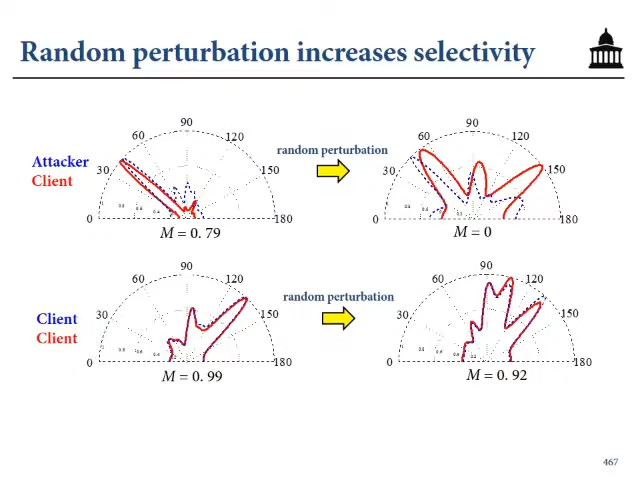 Random perturbation increases selectivity
90
60
120
30
150
0
180
M = 0. 79
Attacker
Client
random perturbation
90
60
120
30
150
0
180
M = 0
90
60
120
30
150
0
180
M = 0. 99
Client
Client
random perturbation
90
60
120
30
150
0
180
M = 0. 92
467